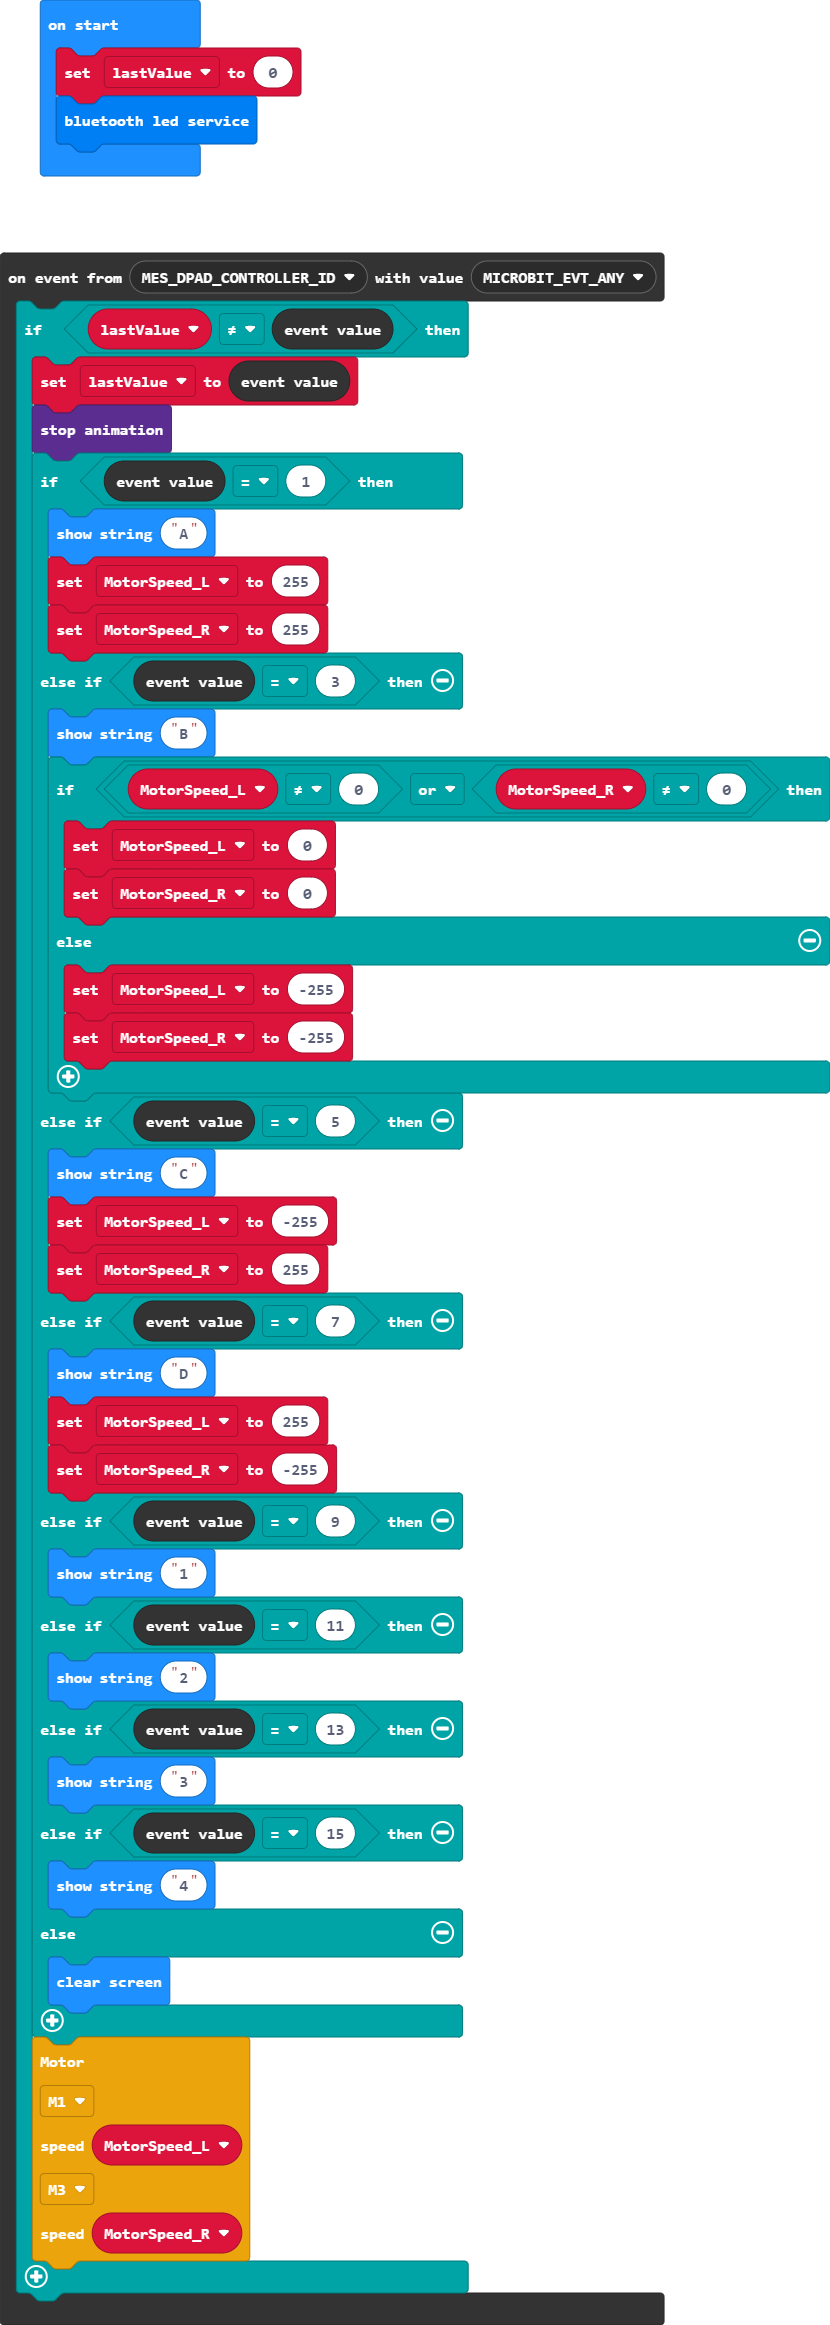 on start
set lastValue to 0
bluetooth led service
on event from MES_DPAD_CONTROLLER_ID with value MICROBIT_EVT_ANY
if lastValue ≠ event value then
set lastValue to event value
stop animation
if event value = 1 then
show string "A"
set MotorSpeed_L to 255
set MotorSpeed_R to 255
else if event value = 3 then
show string "B"
if MotorSpeed_L ≠ 0 or MotorSpeed_R ≠ 0 then
set MotorSpeed_L to 0
set MotorSpeed_R to 0
else
set MotorSpeed_L to -255
set MotorSpeed_R to -255
else if event value = 5 then
show string "C"
set MotorSpeed_L to -255
set MotorSpeed_R to 255
else if event value = 7 then
show string "D"
set MotorSpeed_L to 255
set MotorSpeed_R to -255
else if event value = 9 then
show string "1"
else if event value = 11 then
show string "2"
else if event value = 13 then
show string "3"
else if event value = 15 then
show string "4"
else
clear screen
Motor
M1
speed MotorSpeed_L
M3
speed MotorSpeed_R